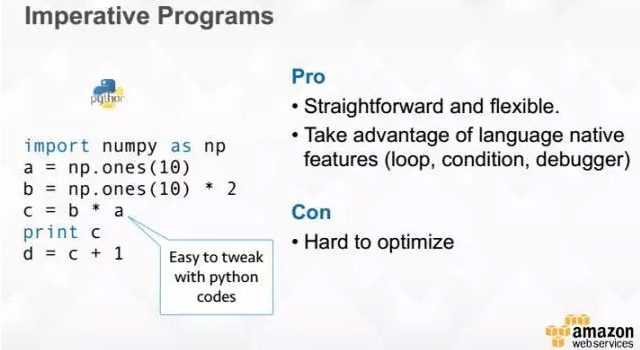 Imperative Programs
python
import numpy as np
a = np.ones(10)
b = np.ones(10) * 2
c = b * a
print c
d = c + 1
Easy to tweak
with python
codes
Pro
• Straightforward and flexible.
• Take advantage of language native
features (loop, condition, debugger)
Con
• Hard to optimize
amazon
webservices